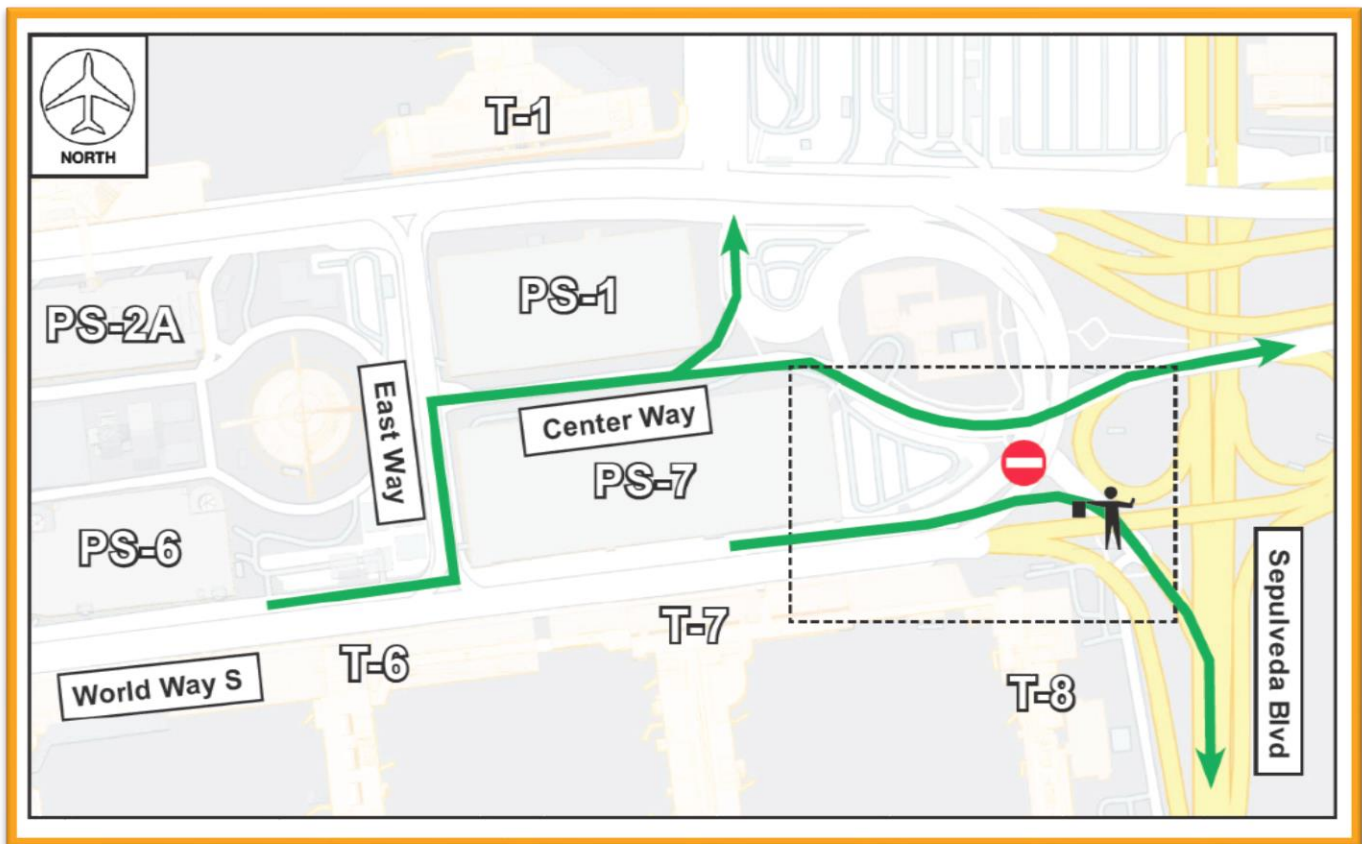 NORTH
T-1
PS-1
PS-2A
East Way
Center Way
PS-7
PS-6
T-7
T-6
World Way S
T-8
Sepulveda Blvd